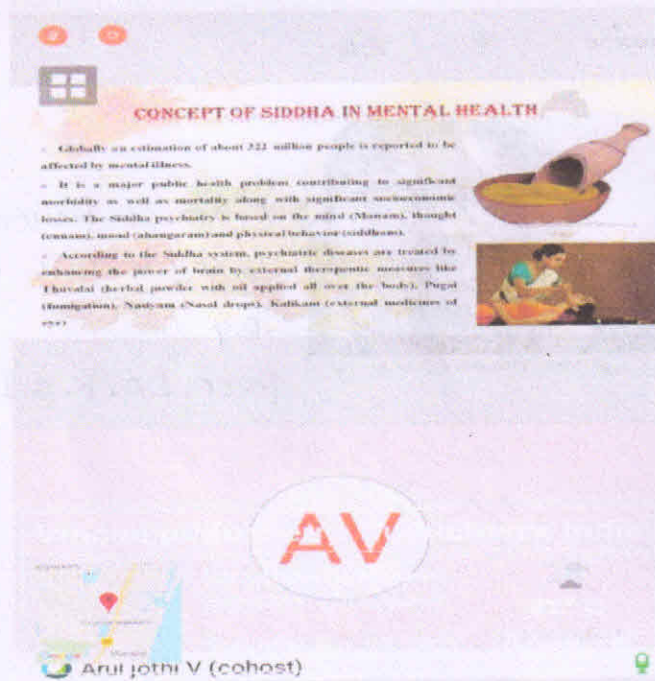 CONCEPT OF SIDDHA IN MENTAL HEALTH
Globally an estimation of about 322 million people is reported to be
affected by mental illness.
It is a major public health problem contributing to significant
morbidity as well as mortality along with significant socioeconomic
losses. The Siddha psychiatry is based on the mind (Manam), thought
(ennam), mood (ahangaram) and physical behavior (siddham).
According to the Siddha system, psychiatric diseases are treated by
enhancing the power of brain by external therapeutic measures like
Thuvalai (herbal powder with oil applied all over the body), Pugai
(fumigation), Nasiyam (Nasal drops), Kalikam (external medicines of
eye)
AV
Arul jothi V (cohost)